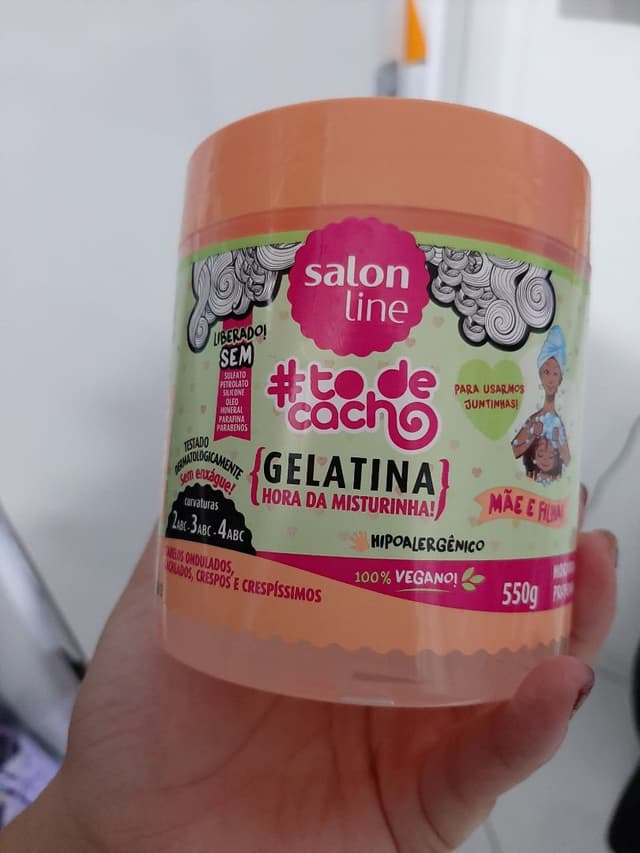 salon
line
LIBERADO!
SEM
SULFATO
PETROLATO
SILICONE
ÓLEO
MINERAL
PARAFINA
PARABENOS
#to de
cacho
PARA USARMOS
JUNTINHAS!
TESTADO
DERMATOLOGICAMENTE
Sem enxágue!
{GELATINA}
HORA DA MISTURINHA!
MÃE E FILHA!
curvaturas
2ABC - 3ABC - 4ABC
HIPOALERGÊNICO
CABELOS ONDULADOS,
CACHEADOS, CRESPOS E CRESPÍSSIMOS
100% VEGANO!
550g